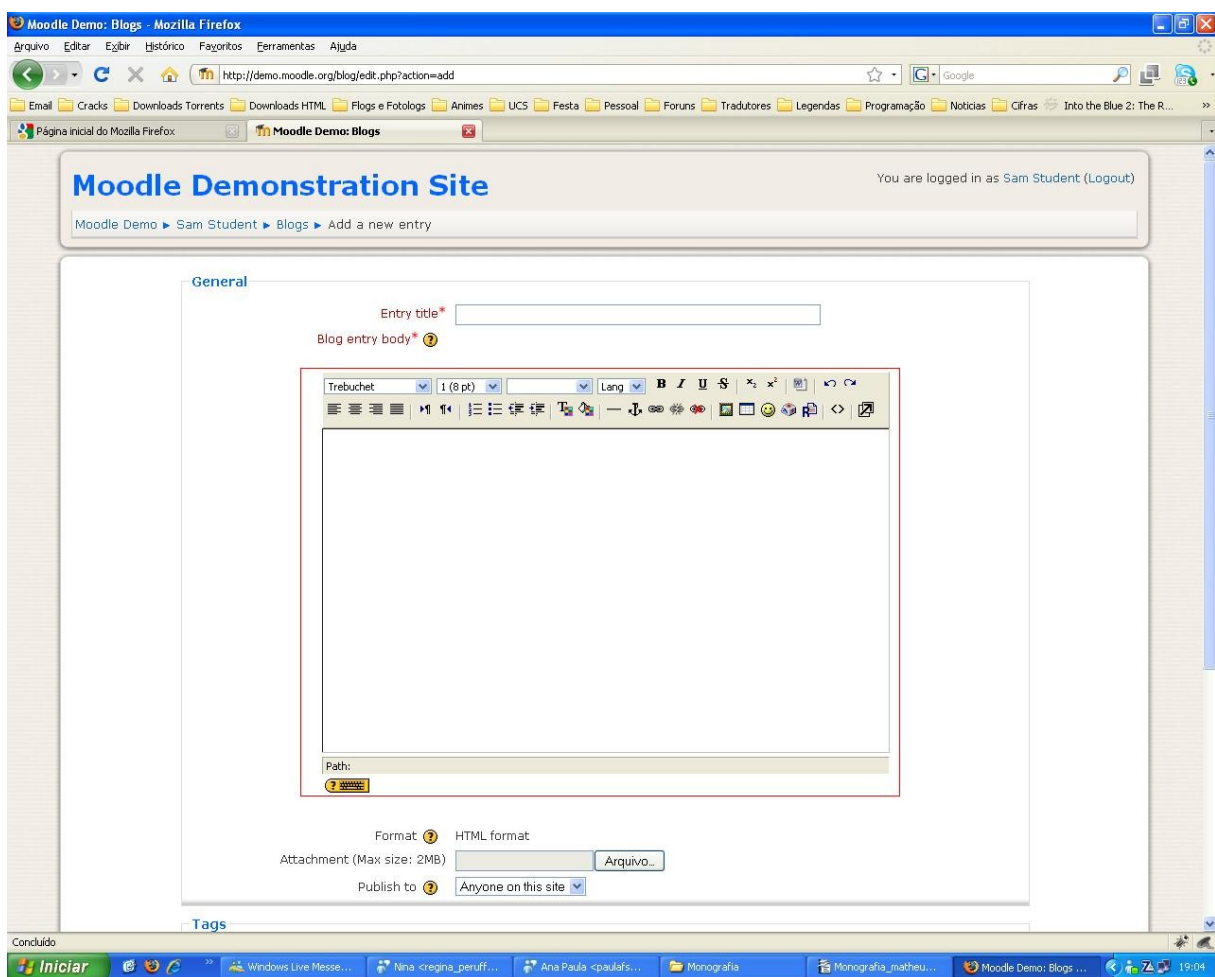 Moodle Demo: Blogs - Mozilla Firefox
Arquivo Editar Exibir Histórico Favoritos Ferramentas Ajuda
http://demo.moodle.org/blog/edit.php?action=add
Google
Email Cracks Downloads Torrents Downloads HTML Flogs e Fotologs Animes UCS Festa Pessoal Foruns Tradutores Legendas Programação Noticias Cifras Into the Blue 2: The R...
Página inicial do Mozilla Firefox Moodle Demo: Blogs
Moodle Demonstration Site
You are logged in as Sam Student (Logout)
Moodle Demo ► Sam Student ► Blogs ► Add a new entry
General
Entry title*
Blog entry body*
Trebuchet 1 (8 pt) Lang B I U S
Path:
Format HTML format
Attachment (Max size: 2MB) Arquivo...
Publish to Anyone on this site
Tags
Concluído
Iniciar Windows Live Messe... Nina <regina_peruff... Ana Paula <paulafs... Monografia Monografia_matheu... Moodle Demo: Blogs ... 19:04